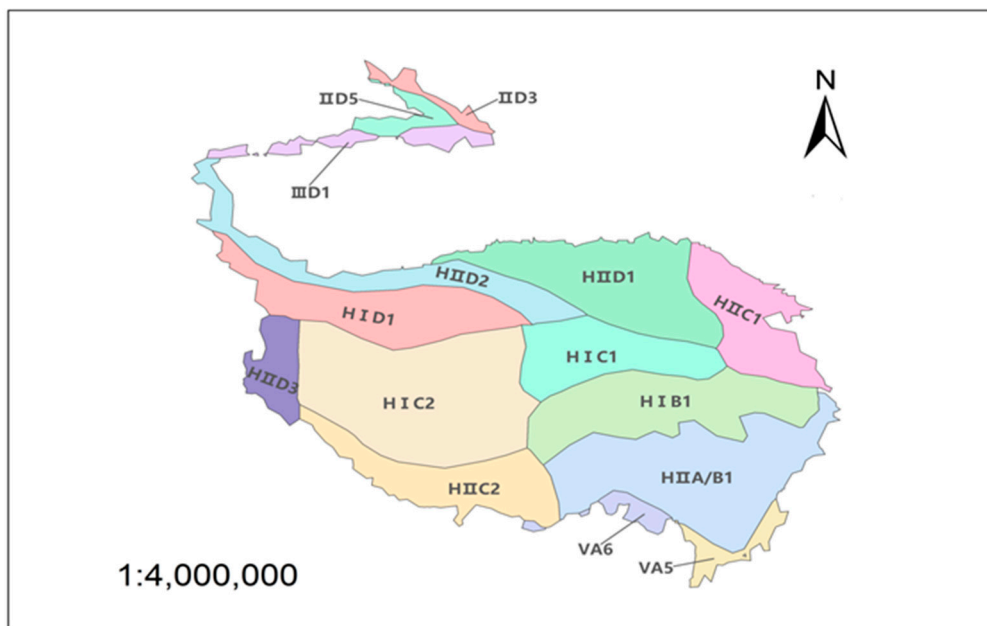 N
ⅡD5
ⅡD3
ⅢD1
HⅡD2
HⅡD1
HⅡC1
HⅠD1
HⅠC1
HⅡD3
HⅠC2
HⅠB1
HⅡC2
HⅡA/B1
VA6
VA5
1:4,000,000